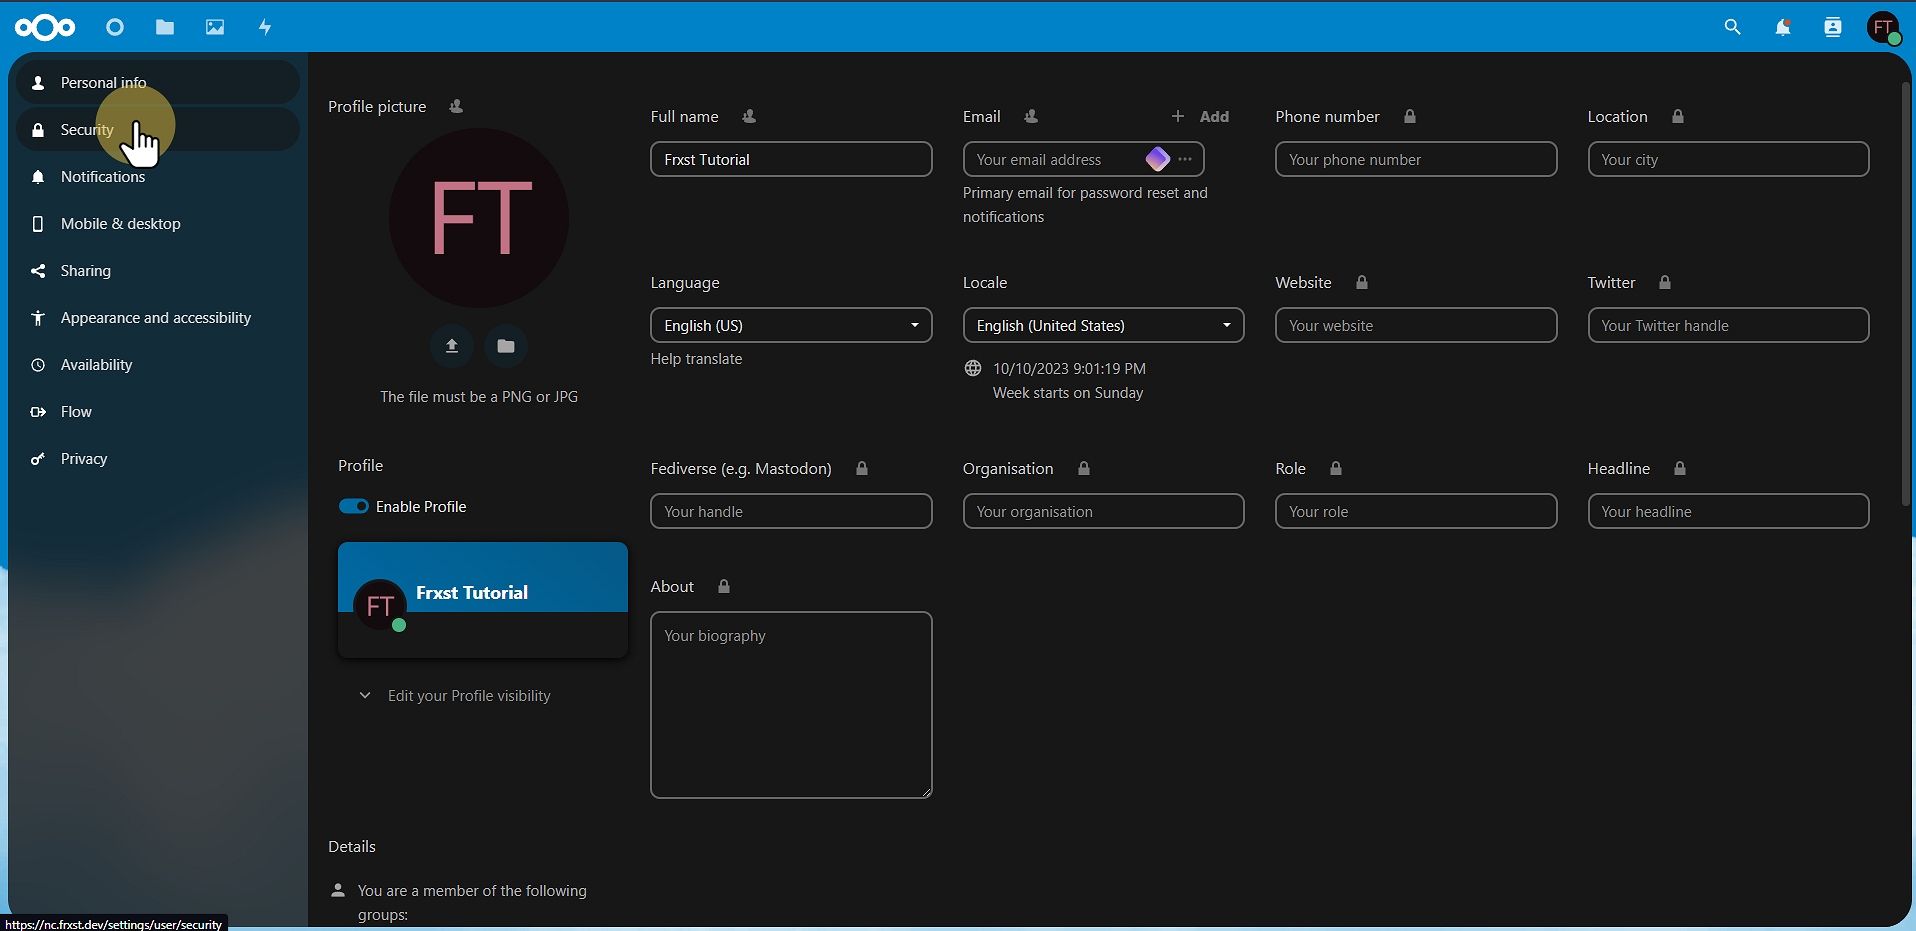 FT
Personal info
Security
Notifications
Mobile & desktop
Sharing
Appearance and accessibility
Availability
Flow
Privacy
Profile picture
FT
The file must be a PNG or JPG
Profile
Enable Profile
FT
Frxst Tutorial
Edit your Profile visibility
Details
You are a member of the following
groups:
Full name
Frxst Tutorial
Email
Add
Your email address
Primary email for password reset and
notifications
Phone number
Your phone number
Location
Your city
Language
English (US)
Help translate
Locale
English (United States)
10/10/2023 9:01:19 PM
Week starts on Sunday
Website
Your website
Twitter
Your Twitter handle
Fediverse (e.g. Mastodon)
Your handle
Organisation
Your organisation
Role
Your role
Headline
Your headline
About
Your biography
https://nc.frxst.dev/settings/user/security